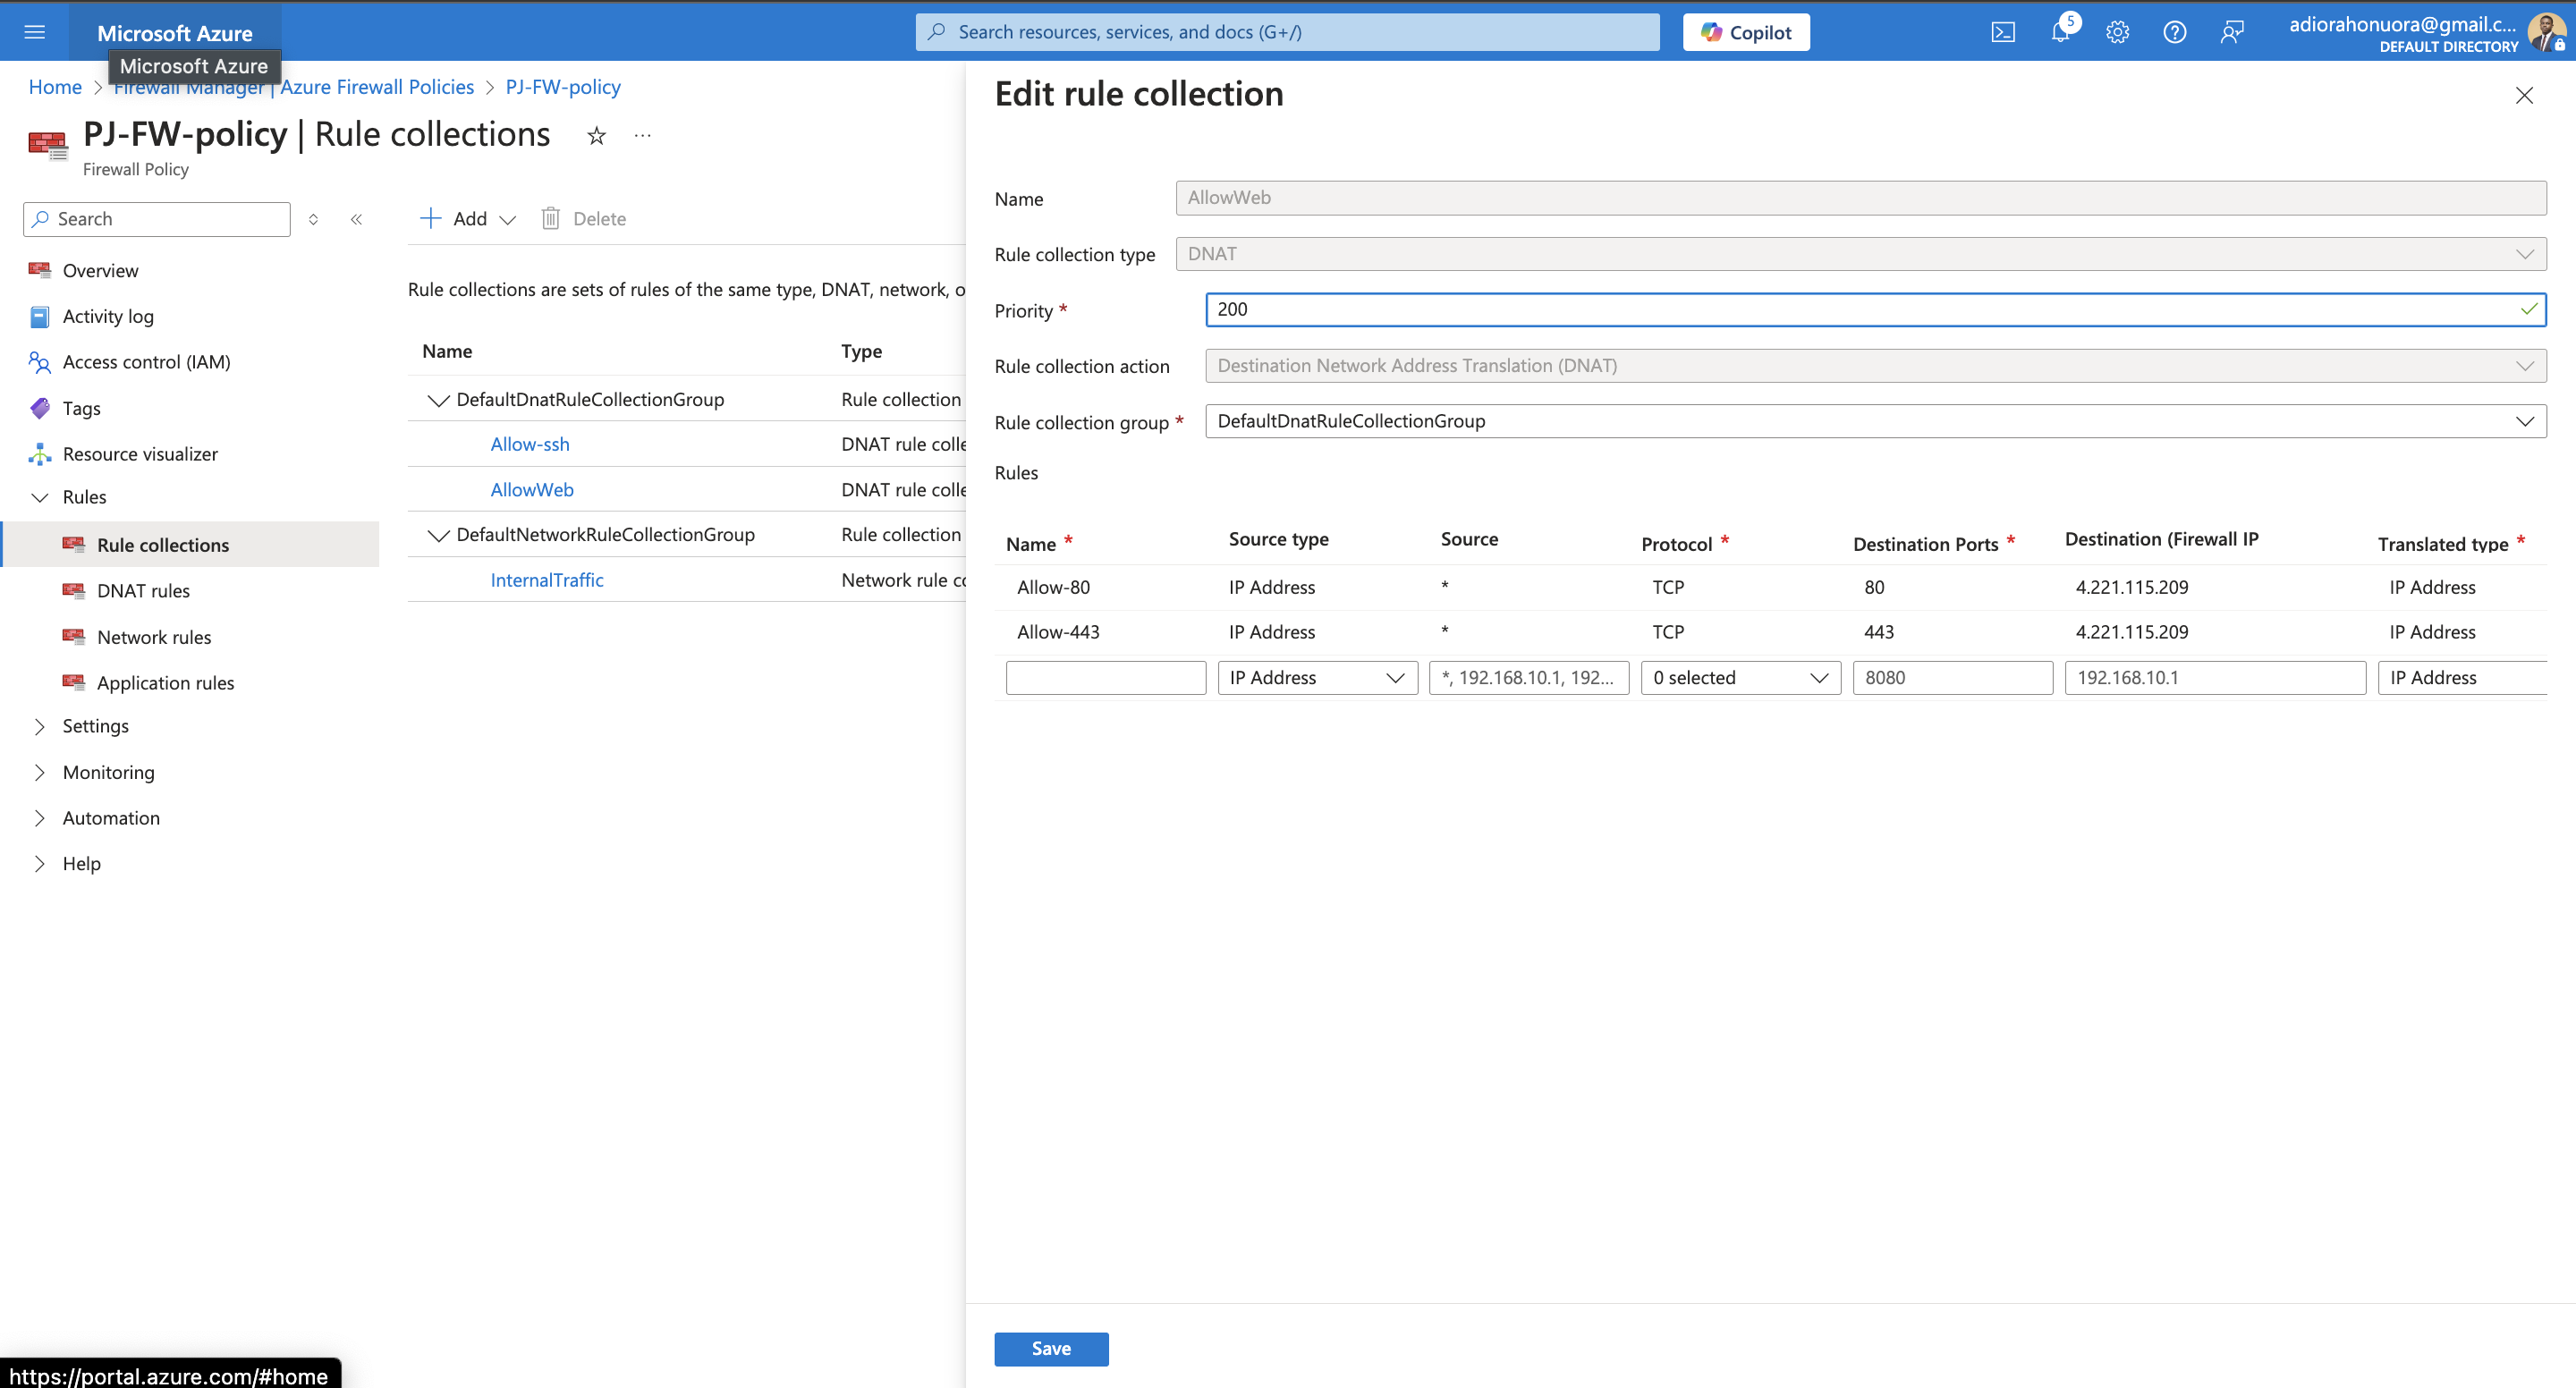 Microsoft Azure
Search resources, services, and docs (G+/)
Copilot
5
adiorahonuora@gmail.c...
DEFAULT DIRECTORY
Microsoft Azure
Home > Firewall Manager | Azure Firewall Policies > PJ-FW-policy
PJ-FW-policy | Rule collections
Firewall Policy
Search
Overview
Activity log
Access control (IAM)
Tags
Resource visualizer
Rules
Rule collections
DNAT rules
Network rules
Application rules
Settings
Monitoring
Automation
Help
Add
Delete
Rule collections are sets of rules of the same type, DNAT, network, o
Name Type
DefaultDnatRuleCollectionGroup Rule collection
Allow-ssh DNAT rule colle
AllowWeb DNAT rule colle
DefaultNetworkRuleCollectionGroup Rule collection
InternalTraffic Network rule co
Edit rule collection
Name AllowWeb
Rule collection type DNAT
Priority * 200
Rule collection action Destination Network Address Translation (DNAT)
Rule collection group * DefaultDnatRuleCollectionGroup
Rules
Name * Source type Source Protocol * Destination Ports * Destination (Firewall IP Translated type *
Allow-80 IP Address * TCP 80 4.221.115.209 IP Address
Allow-443 IP Address * TCP 443 4.221.115.209 IP Address
IP Address *, 192.168.10.1, 192... 0 selected 8080 192.168.10.1 IP Address
Save
https://portal.azure.com/#home